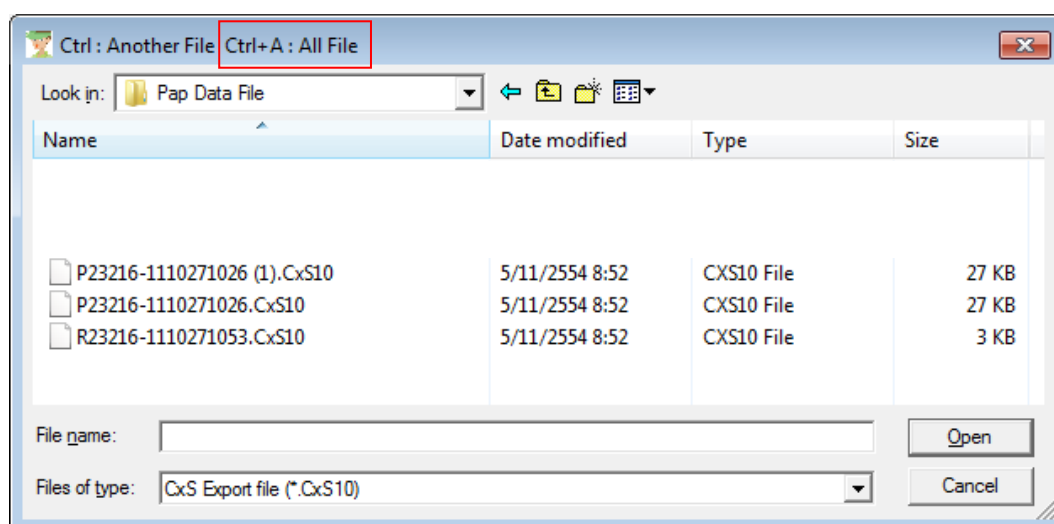 Ctrl : Another File Ctrl+A : All File
Look in: Pap Data File
Name Date modified Type Size
P23216-1110271026 (1).CxS10 5/11/2554 8:52 CXS10 File 27 KB
P23216-1110271026.CxS10 5/11/2554 8:52 CXS10 File 27 KB
R23216-1110271053.CxS10 5/11/2554 8:52 CXS10 File 3 KB
File name: Open
Files of type: CxS Export file (*.CxS10) Cancel